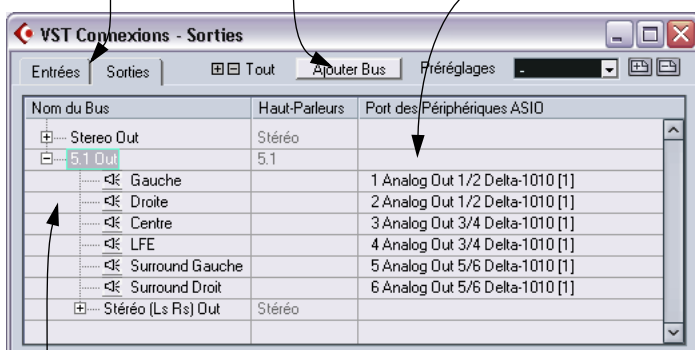 VST Connexions - Sorties
Entrées Sorties Tout Ajouter Bus Préréglages -
Nom du Bus Haut-Parleurs Port des Périphériques ASIO
Stereo Out Stéréo
5.1 Out 5.1
Gauche 1 Analog Out 1/2 Delta-1010 [1]
Droite 2 Analog Out 1/2 Delta-1010 [1]
Centre 3 Analog Out 3/4 Delta-1010 [1]
LFE 4 Analog Out 3/4 Delta-1010 [1]
Surround Gauche 5 Analog Out 5/6 Delta-1010 [1]
Surround Droit 6 Analog Out 5/6 Delta-1010 [1]
Stéréo (Ls Rs) Out Stéréo